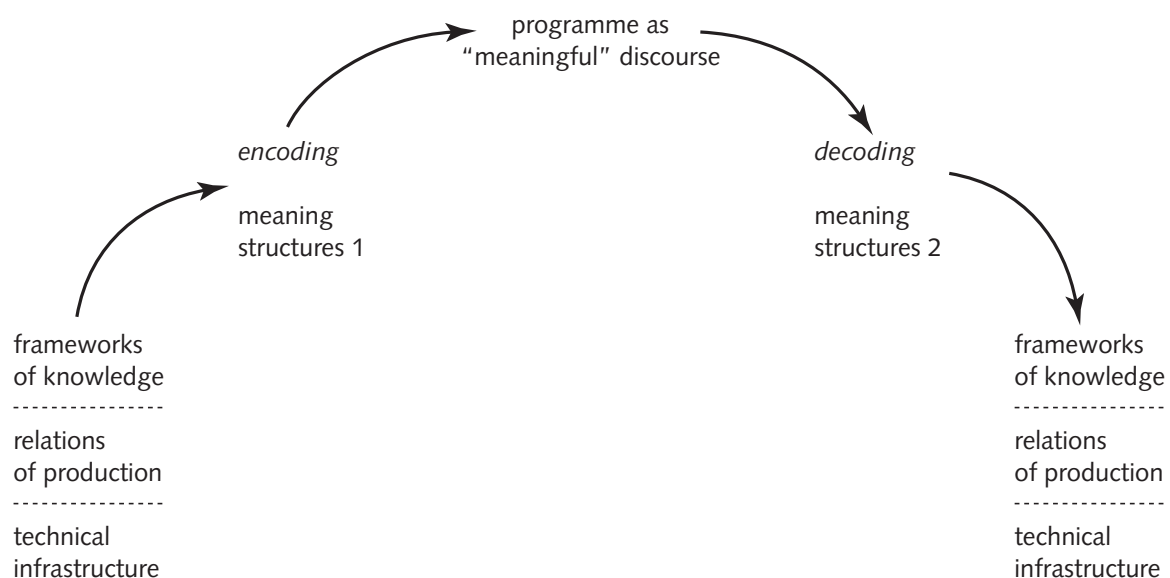 programme as
“meaningful” discourse
encoding
decoding
meaning
structures 1
meaning
structures 2
frameworks
of knowledge
relations
of production
technical
infrastructure
frameworks
of knowledge
relations
of production
technical
infrastructure